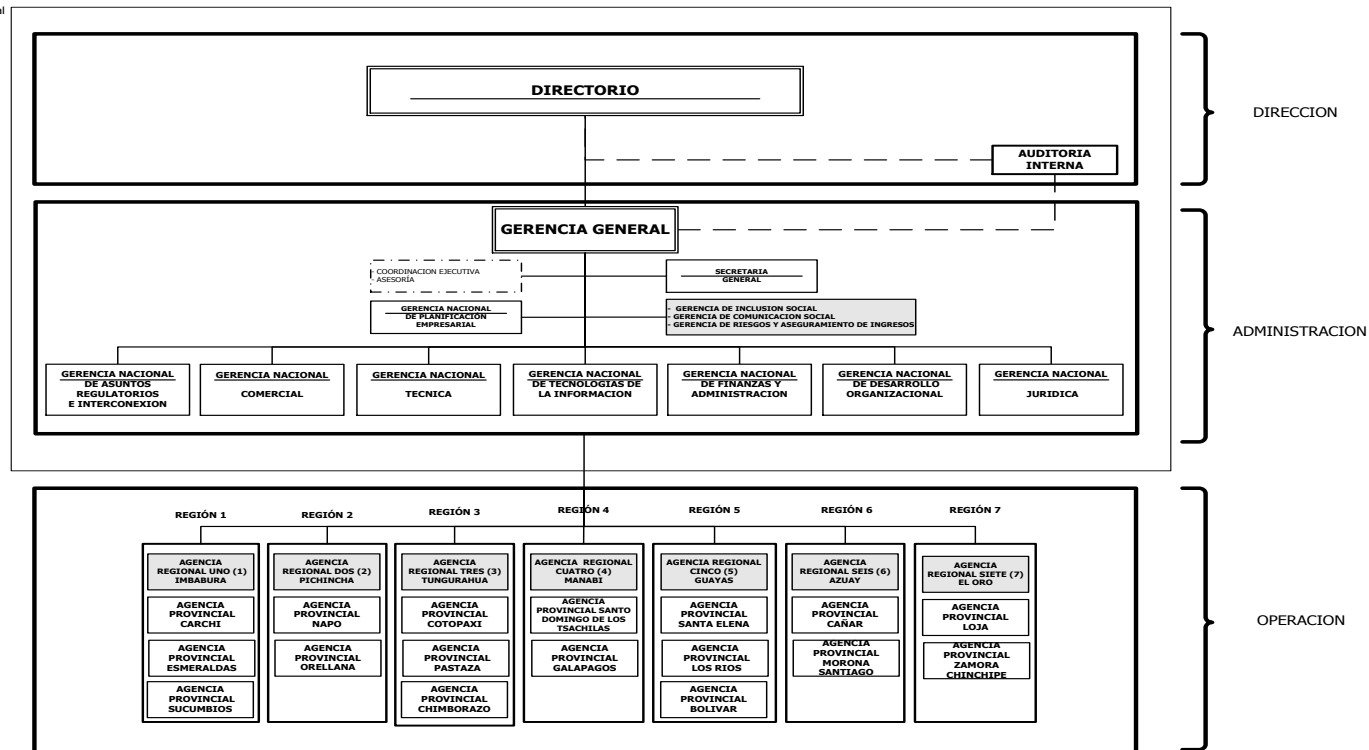 al
DIRECTORIO
DIRECCION
AUDITORIA
INTERNA
GERENCIA GENERAL
- COORDINACION EJECUTIVA
- ASESORÍA
SECRETARIA
GENERAL
GERENCIA NACIONAL
DE PLANIFICACIÓN
EMPRESARIAL
- GERENCIA DE INCLUSION SOCIAL
- GERENCIA DE COMUNICACION SOCIAL
- GERENCIA DE RIESGOS Y ASEGURAMIENTO DE INGRESOS
ADMINISTRACION
GERENCIA NACIONAL
DE ASUNTOS
REGULATORIOS
E INTERCONEXION
GERENCIA NACIONAL
COMERCIAL
GERENCIA NACIONAL
TECNICA
GERENCIA NACIONAL
DE TECNOLOGIAS DE
LA INFORMACION
GERENCIA NACIONAL
DE FINANZAS Y
ADMINISTRACION
GERENCIA NACIONAL
DE DESARROLLO
ORGANIZACIONAL
GERENCIA NACIONAL
JURIDICA
REGIÓN 1
AGENCIA
REGIONAL UNO (1)
IMBABURA
AGENCIA
PROVINCIAL
CARCHI
AGENCIA
PROVINCIAL
ESMERALDAS
AGENCIA
PROVINCIAL
SUCUMBIOS
REGIÓN 2
AGENCIA
REGIONAL DOS (2)
PICHINCHA
AGENCIA
PROVINCIAL
NAPO
AGENCIA
PROVINCIAL
ORELLANA
REGIÓN 3
AGENCIA
REGIONAL TRES (3)
TUNGURAHUA
AGENCIA
PROVINCIAL
COTOPAXI
AGENCIA
PROVINCIAL
PASTAZA
AGENCIA
PROVINCIAL
CHIMBORAZO
REGIÓN 4
AGENCIA REGIONAL
CUATRO (4)
MANABI
AGENCIA
PROVINCIAL SANTO
DOMINGO DE LOS
TSACHILAS
AGENCIA
PROVINCIAL
GALAPAGOS
REGIÓN 5
AGENCIA REGIONAL
CINCO (5)
GUAYAS
AGENCIA
PROVINCIAL
SANTA ELENA
AGENCIA
PROVINCIAL
LOS RIOS
AGENCIA
PROVINCIAL
BOLIVAR
REGIÓN 6
AGENCIA
REGIONAL SEIS (6)
AZUAY
AGENCIA
PROVINCIAL
CAÑAR
AGENCIA
PROVINCIAL
MORONA
SANTIAGO
REGIÓN 7
AGENCIA
REGIONAL SIETE (7)
EL ORO
AGENCIA
PROVINCIAL
LOJA
AGENCIA
PROVINCIAL
ZAMORA
CHINCHIPE
OPERACION